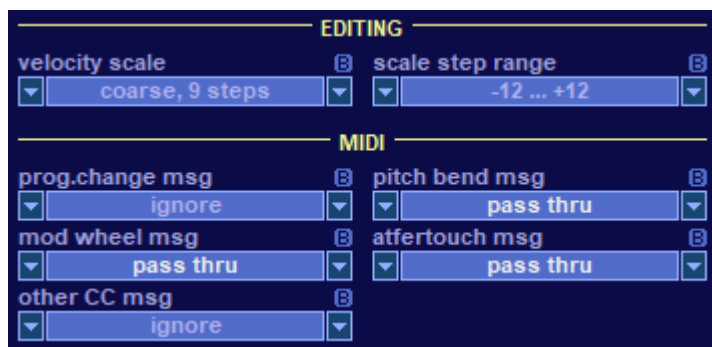 EDITING
velocity scale B scale step range B
coarse, 9 steps -12 ... +12
MIDI
prog.change msg B pitch bend msg B
ignore pass thru
mod wheel msg B atfertouch msg B
pass thru pass thru
other CC msg B
ignore